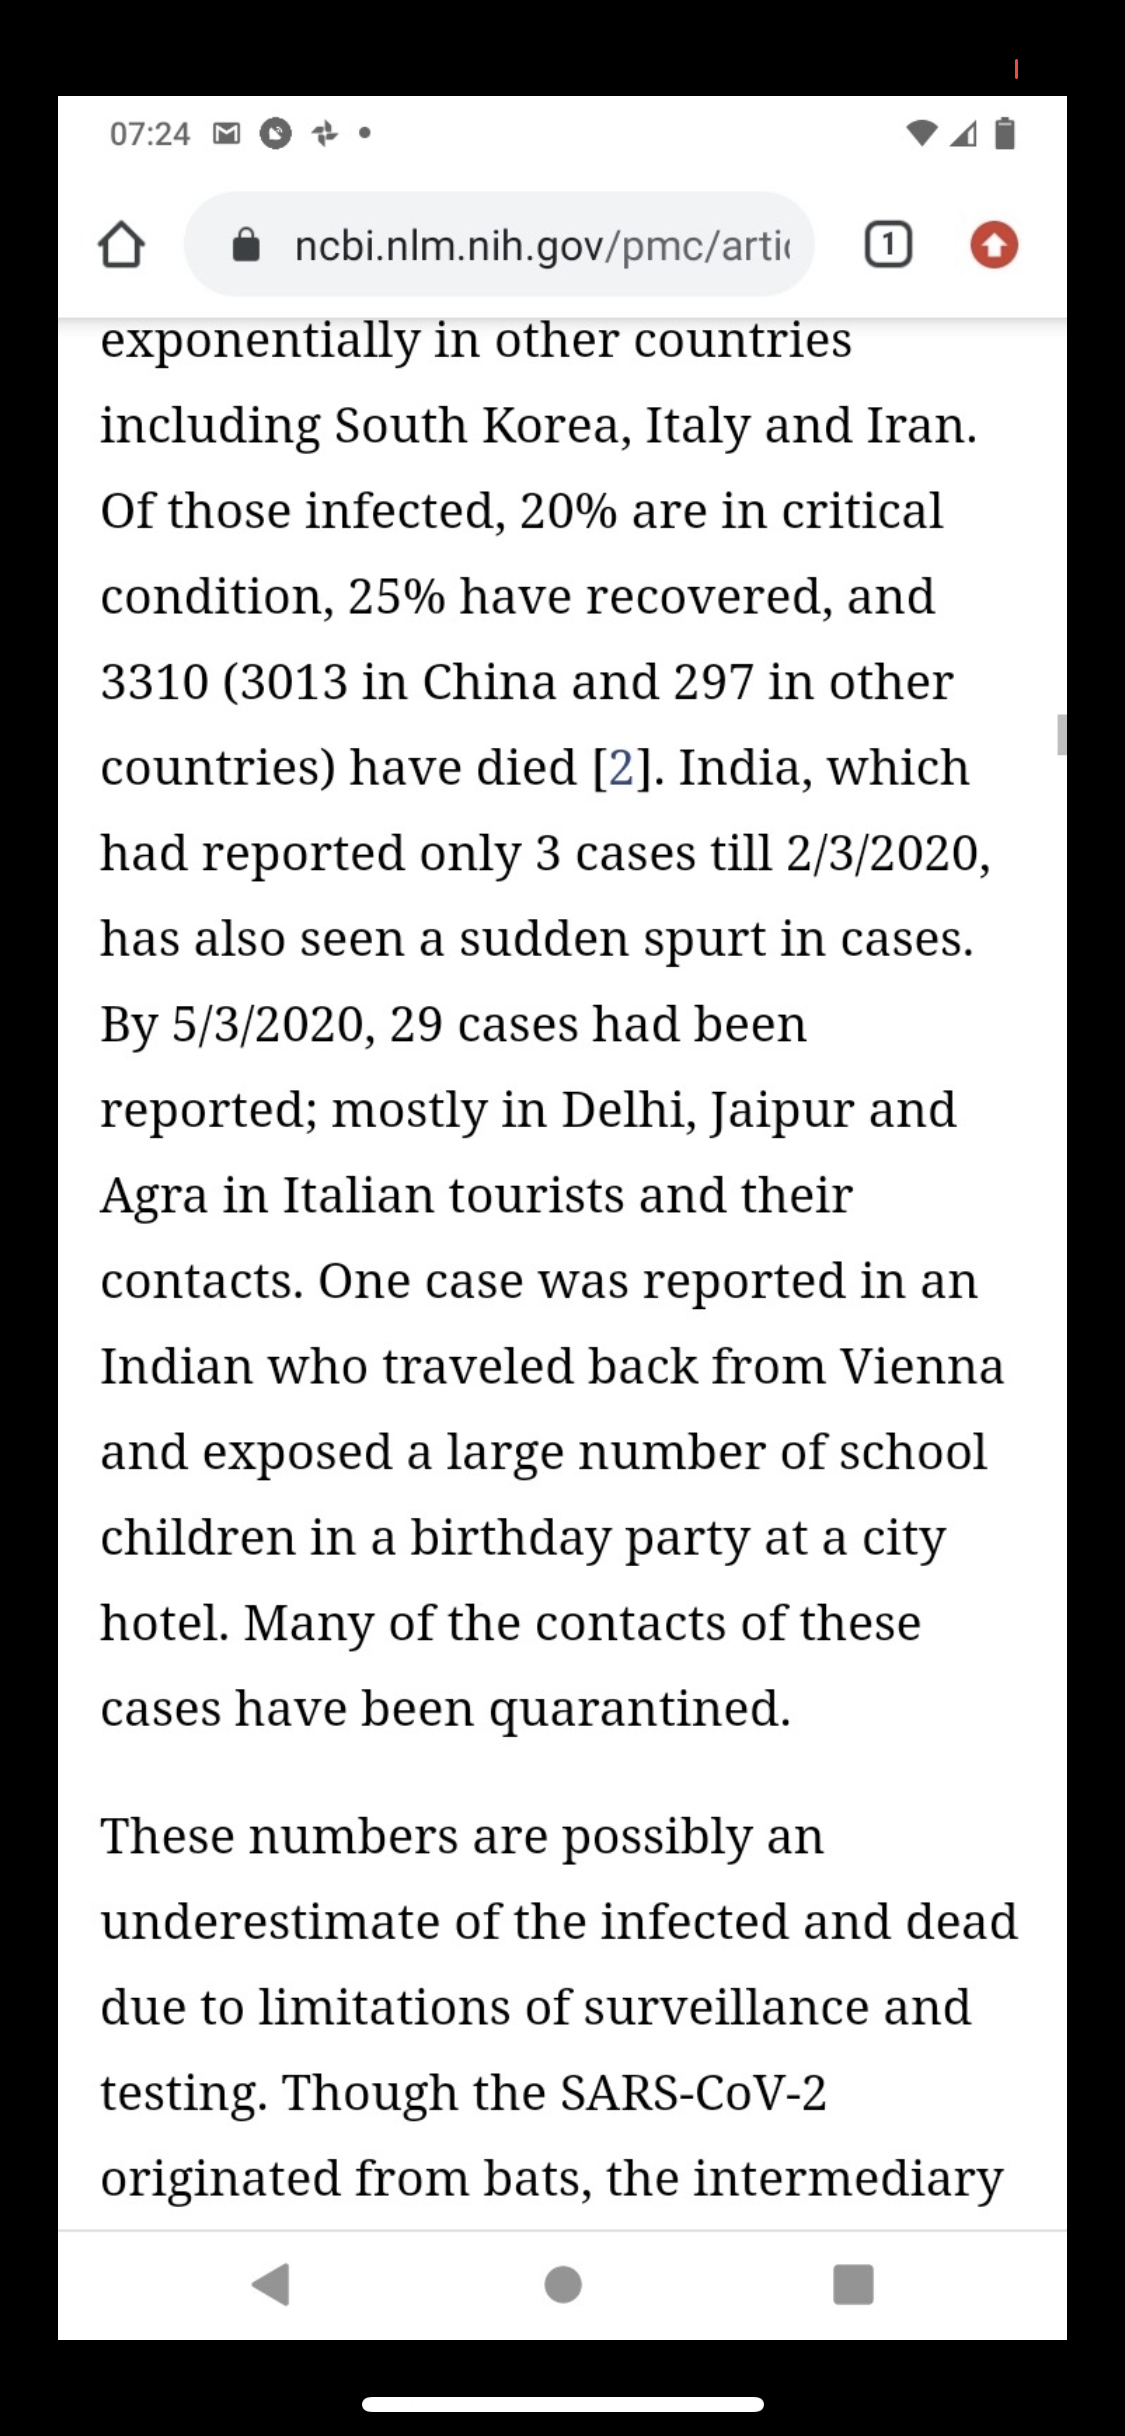 07:24
ncbi.nlm.nih.gov/pmc/artic
1
exponentially in other countries
including South Korea, Italy and Iran.
Of those infected, 20% are in critical
condition, 25% have recovered, and
3310 (3013 in China and 297 in other
countries) have died [2]. India, which
had reported only 3 cases till 2/3/2020,
has also seen a sudden spurt in cases.
By 5/3/2020, 29 cases had been
reported; mostly in Delhi, Jaipur and
Agra in Italian tourists and their
contacts. One case was reported in an
Indian who traveled back from Vienna
and exposed a large number of school
children in a birthday party at a city
hotel. Many of the contacts of these
cases have been quarantined.
These numbers are possibly an
underestimate of the infected and dead
due to limitations of surveillance and
testing. Though the SARS-CoV-2
originated from bats, the intermediary